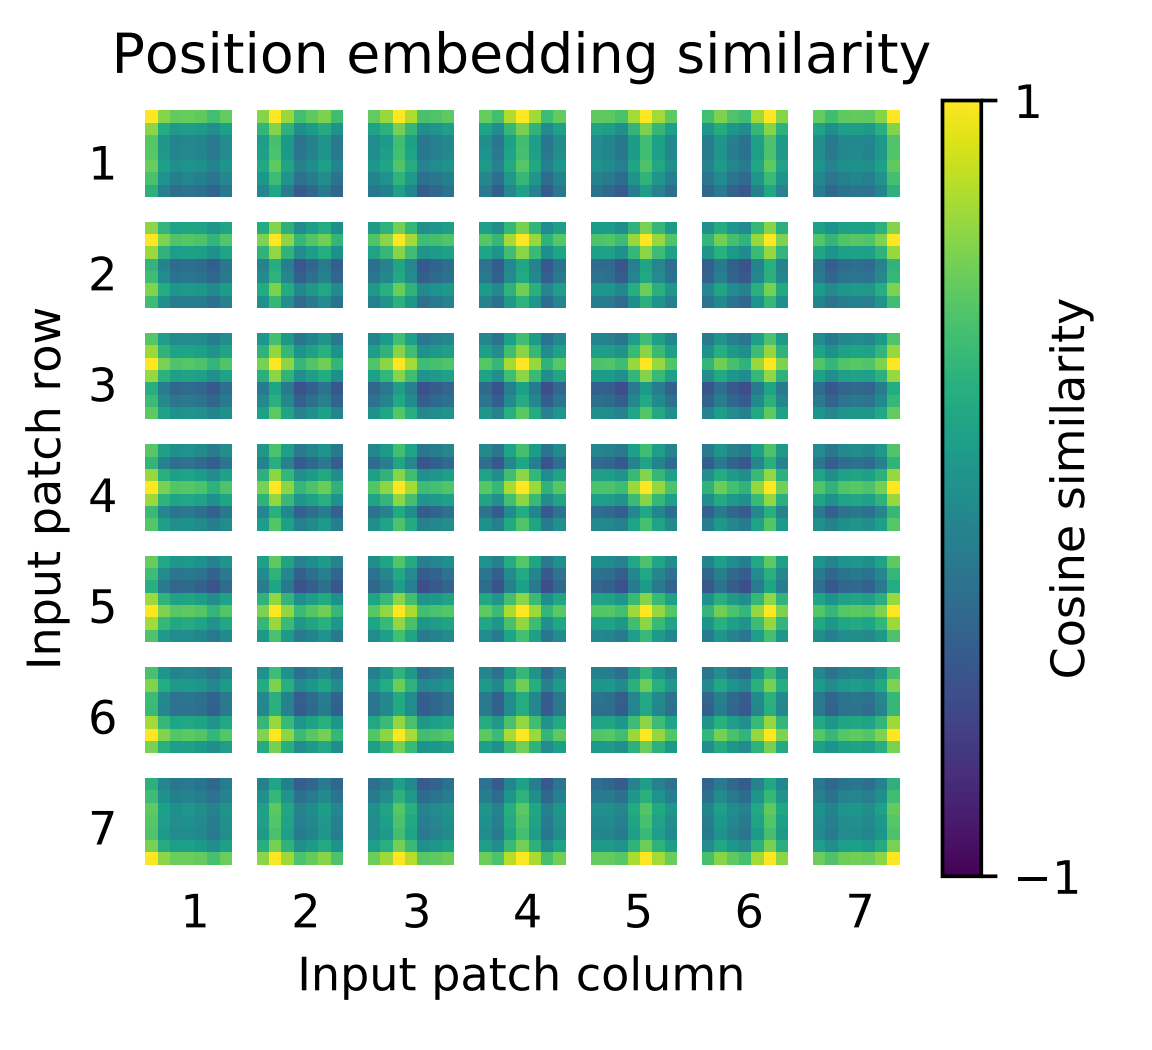 Position embedding similarity
1
2
3
4
5
6
7
Input patch row
1 2 3 4 5 6 7
Input patch column
1
−1
Cosine similarity